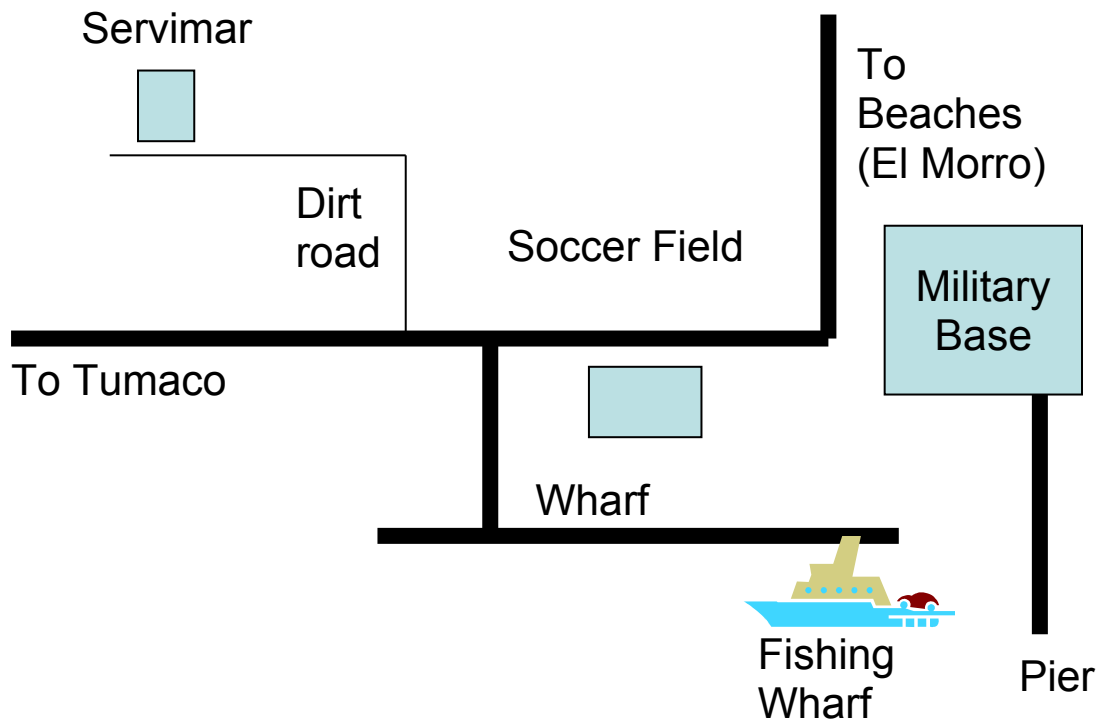 Servimar
To
Beaches
(El Morro)
Dirt
road
Soccer Field
Military
Base
To Tumaco
Wharf
Fishing
Wharf
Pier